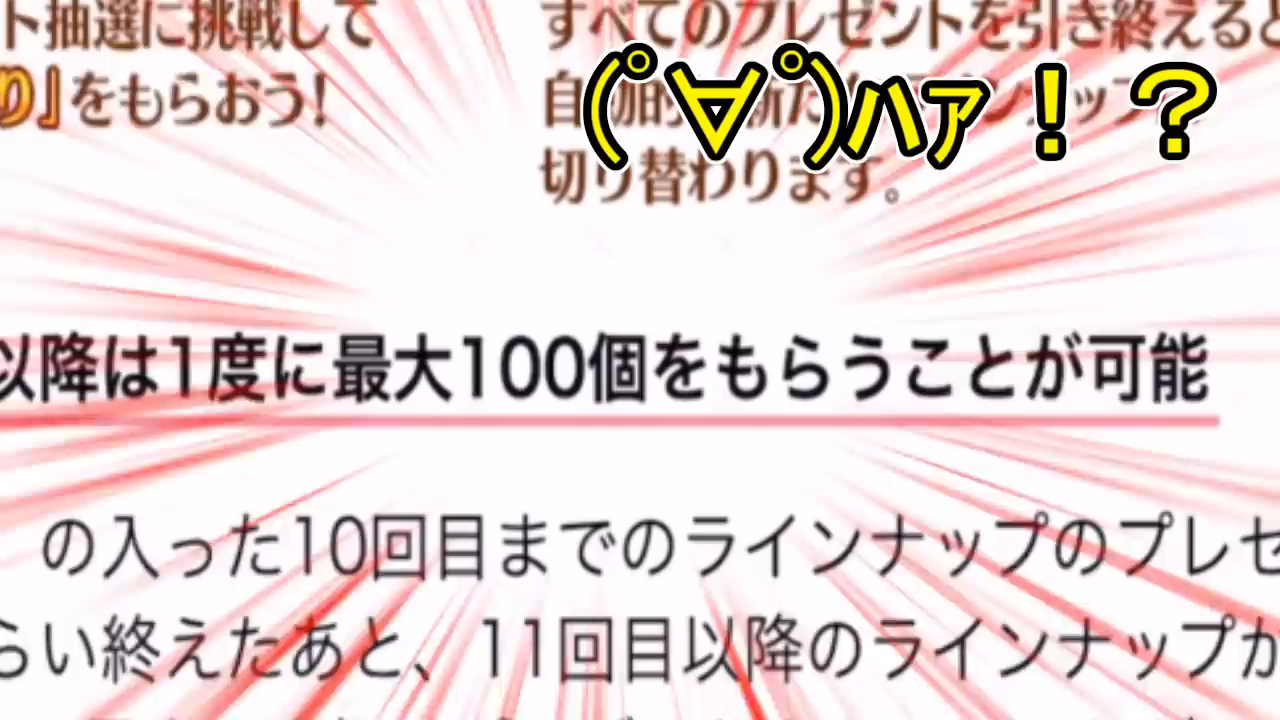 ト抽選に挑戦して
り』をもらおう！
すべてのプレゼントを引き終えると
(ﾟ∀ﾟ)ﾊｧ！？
切り替わります。
以降は1度に最大100個をもらうことが可能
の入った10回目までのラインナップのプレゼ
らい終えたあと、11回目以降のラインナップが